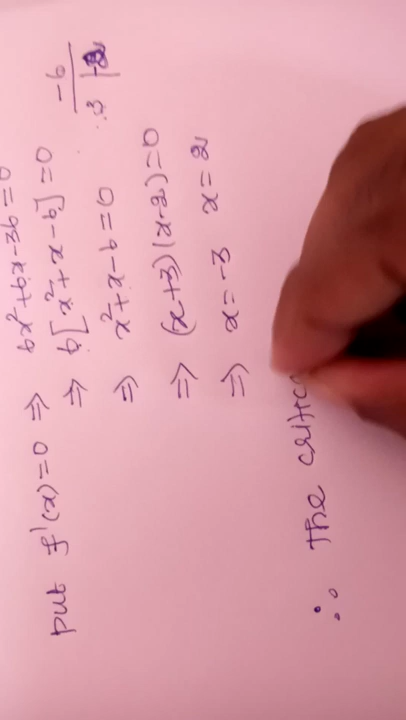 put f'(x)=0 ⇒ 6x²+6x-36=0
⇒ 6[x²+x-6]=0
-6
3 | -2
⇒ x²+x-6=0
⇒ (x+3)(x-2)=0
⇒ x=-3 x=2
∴ the critic